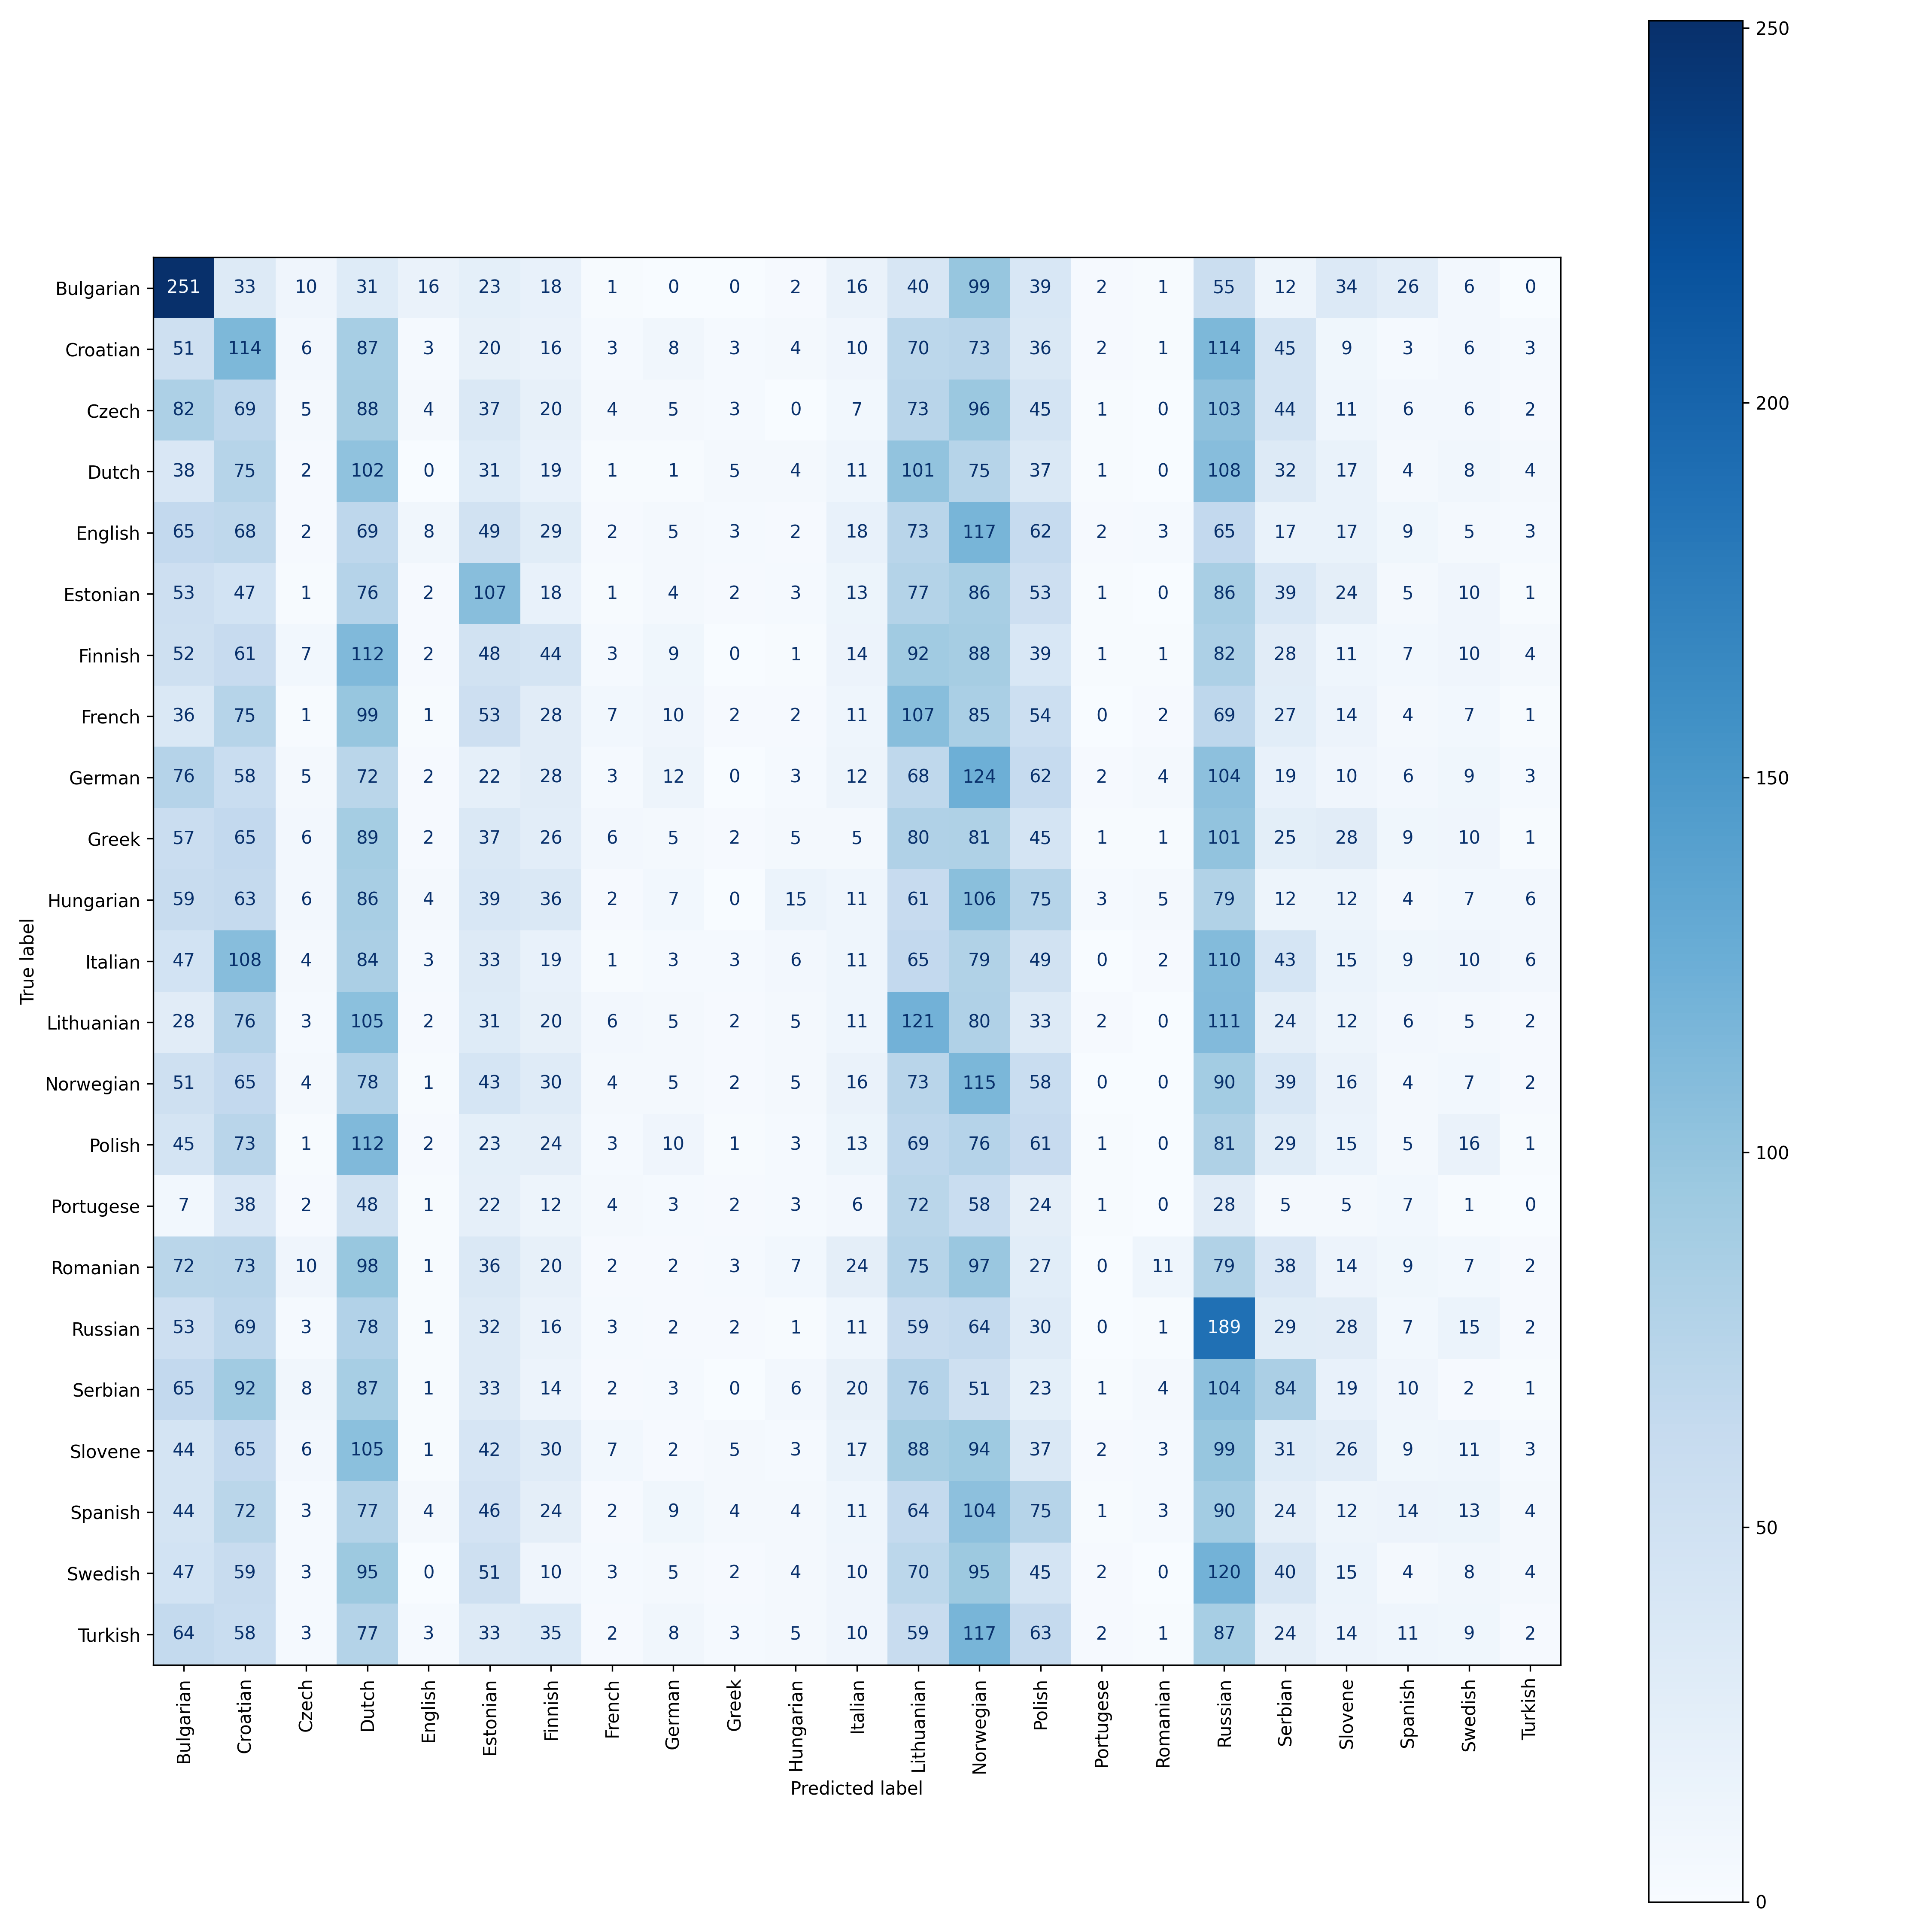 250
Bulgarian 251 33 10 31 16 23 18 1 0 0 2 16 40 99 39 2 1 55 12 34 26 6 0
Croatian 51 114 6 87 3 20 16 3 8 3 4 10 70 73 36 2 1 114 45 9 3 6 3
Czech 82 69 5 88 4 37 20 4 5 3 0 7 73 96 45 1 0 103 44 11 6 6 2
200
Dutch 38 75 2 102 0 31 19 1 1 5 4 11 101 75 37 1 0 108 32 17 4 8 4
English 65 68 2 69 8 49 29 2 5 3 2 18 73 117 62 2 3 65 17 17 9 5 3
Estonian 53 47 1 76 2 107 18 1 4 2 3 13 77 86 53 1 0 86 39 24 5 10 1
Finnish 52 61 7 112 2 48 44 3 9 0 1 14 92 88 39 1 1 82 28 11 7 10 4
French 36 75 1 99 1 53 28 7 10 2 2 11 107 85 54 0 2 69 27 14 4 7 1
German 76 58 5 72 2 22 28 3 12 0 3 12 68 124 62 2 4 104 19 10 6 9 3
150
Greek 57 65 6 89 2 37 26 6 5 2 5 5 80 81 45 1 1 101 25 28 9 10 1
Hungarian 59 63 6 86 4 39 36 2 7 0 15 11 61 106 75 3 5 79 12 12 4 7 6
True label
Italian 47 108 4 84 3 33 19 1 3 3 6 11 65 79 49 0 2 110 43 15 9 10 6
Lithuanian 28 76 3 105 2 31 20 6 5 2 5 11 121 80 33 2 0 111 24 12 6 5 2
Norwegian 51 65 4 78 1 43 30 4 5 2 5 16 73 115 58 0 0 90 39 16 4 7 2
Polish 45 73 1 112 2 23 24 3 10 1 3 13 69 76 61 1 0 81 29 15 5 16 1
100
Portugese 7 38 2 48 1 22 12 4 3 2 3 6 72 58 24 1 0 28 5 5 7 1 0
Romanian 72 73 10 98 1 36 20 2 2 3 7 24 75 97 27 0 11 79 38 14 9 7 2
Russian 53 69 3 78 1 32 16 3 2 2 1 11 59 64 30 0 1 189 29 28 7 15 2
Serbian 65 92 8 87 1 33 14 2 3 0 6 20 76 51 23 1 4 104 84 19 10 2 1
Slovene 44 65 6 105 1 42 30 7 2 5 3 17 88 94 37 2 3 99 31 26 9 11 3
Spanish 44 72 3 77 4 46 24 2 9 4 4 11 64 104 75 1 3 90 24 12 14 13 4
50
Swedish 47 59 3 95 0 51 10 3 5 2 4 10 70 95 45 2 0 120 40 15 4 8 4
Turkish 64 58 3 77 3 33 35 2 8 3 5 10 59 117 63 2 1 87 24 14 11 9 2
Bulgarian Croatian Czech Dutch English Estonian Finnish French German Greek Hungarian Italian Lithuanian Norwegian Polish Portugese Romanian Russian Serbian Slovene Spanish Swedish Turkish
Predicted label
0